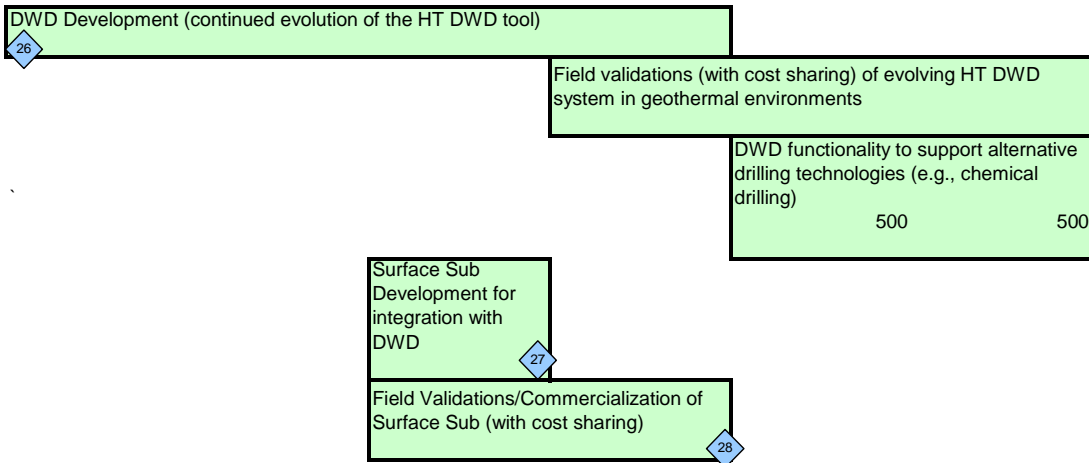 DWD Development (continued evolution of the HT DWD tool)
26
Field validations (with cost sharing) of evolving HT DWD
system in geothermal environments
DWD functionality to support alternative
drilling technologies (e.g., chemical
drilling)
`
500 500
Surface Sub
Development for
integration with
DWD
27
Field Validations/Commercialization of
Surface Sub (with cost sharing)
28